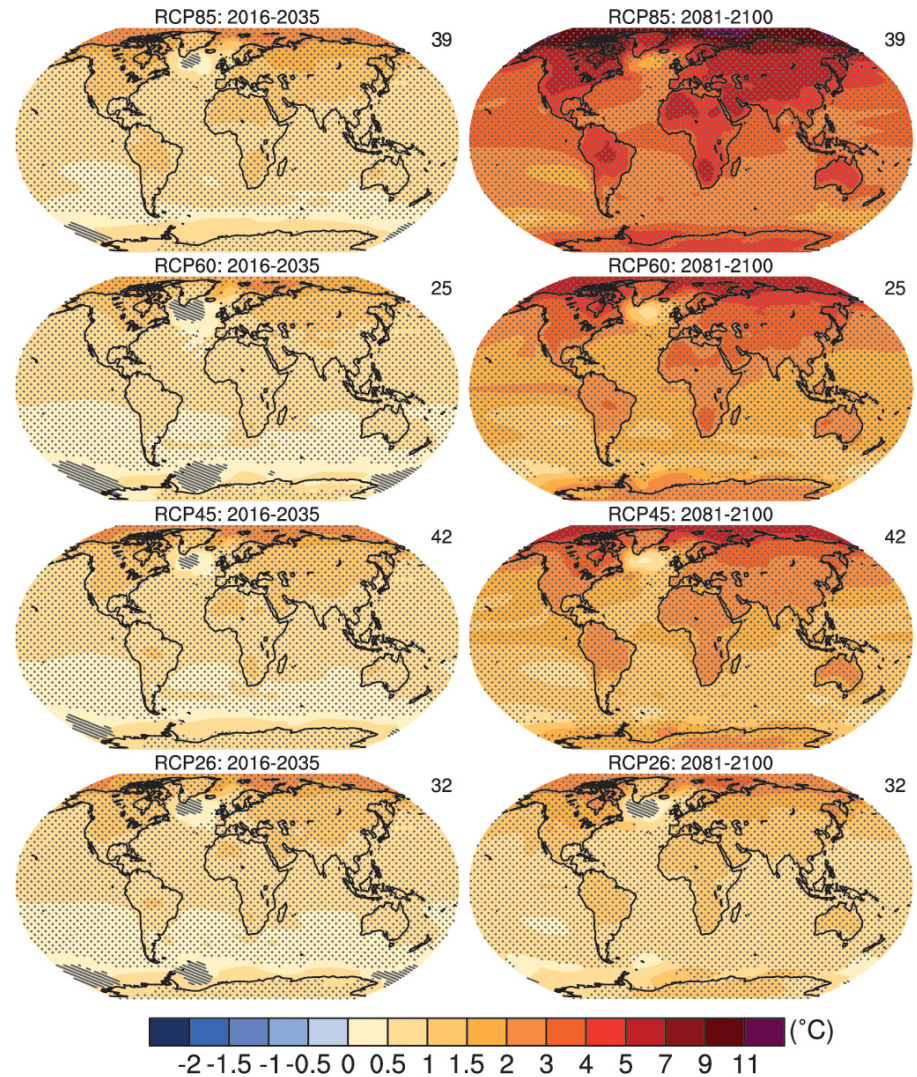 RCP85: 2016-2035 RCP85: 2081-2100
39 39
RCP60: 2016-2035 RCP60: 2081-2100
25 25
RCP45: 2016-2035 RCP45: 2081-2100
42 42
RCP26: 2016-2035 RCP26: 2081-2100
32 32
(°C)
-2 -1.5 -1 -0.5 0 0.5 1 1.5 2 3 4 5 7 9 11